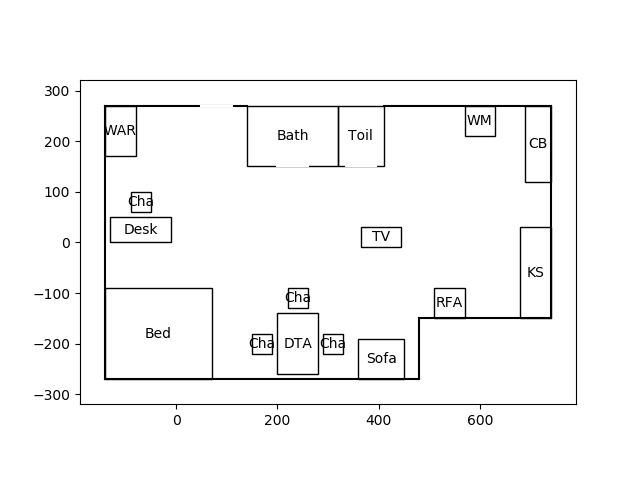 300
200
100
0
−100
−200
−300
0
200
400
600
WAR
Bath
Toil
WM
CB
Cha
Desk
TV
KS
Cha
RFA
Bed
Cha
DTA
Cha
Sofa